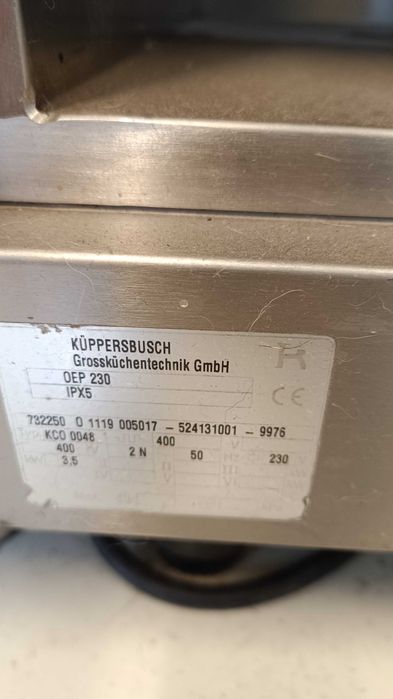 KÜPPERSBUSCH
Grossküchentechnik GmbH
OEP 230
IPX5
CE
732250 0 1119 005017 - 524131001 - 9976
KCO 0048 400
400 2 N 50 230
3,5